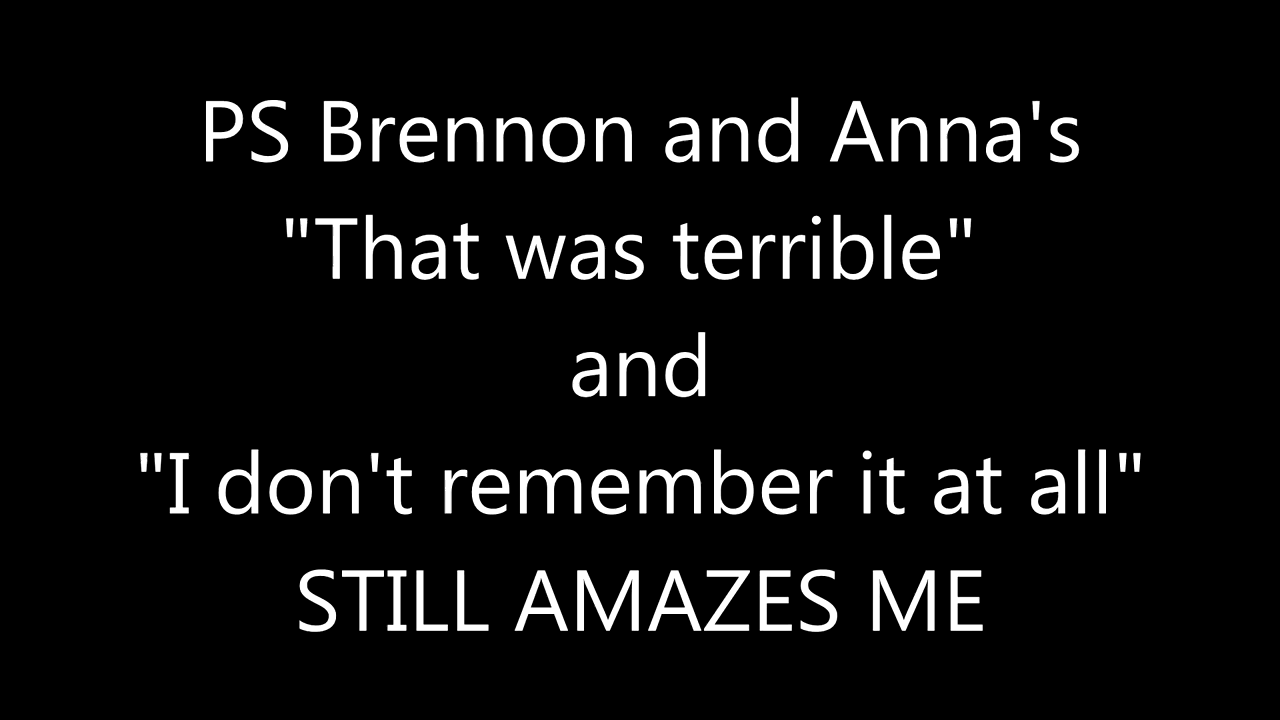 PS Brennon and Anna's
"That was terrible"
and
"I don't remember it at all"
STILL AMAZES ME